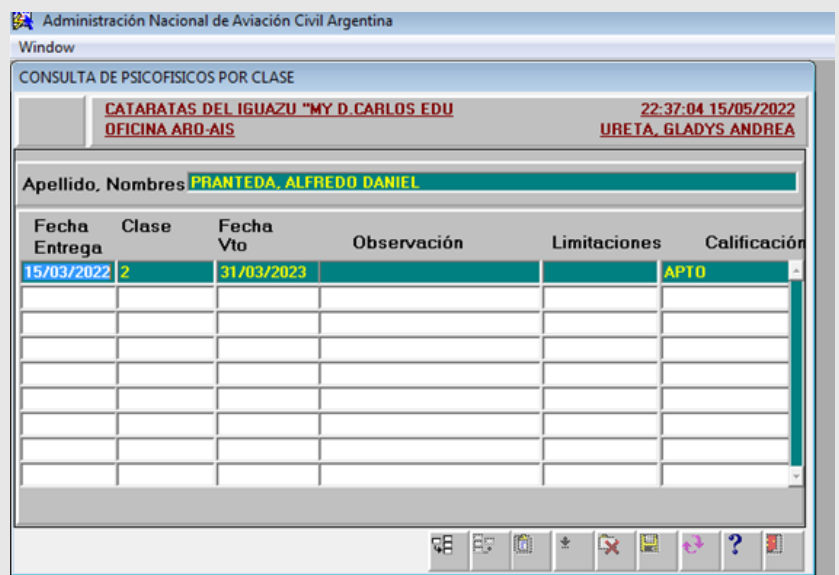 Administración Nacional de Aviación Civil Argentina
Window
CONSULTA DE PSICOFISICOS POR CLASE
CATARATAS DEL IGUAZU "MY D.CARLOS EDU 22:37:04 15/05/2022
OFICINA ARO-AIS URETA, GLADYS ANDREA
Apellido, Nombres PRANTEDA, ALFREDO DANIEL
Fecha Entrega Clase Fecha Vto Observación Limitaciones Calificación
15/03/2022 2 31/03/2023 APTO
?